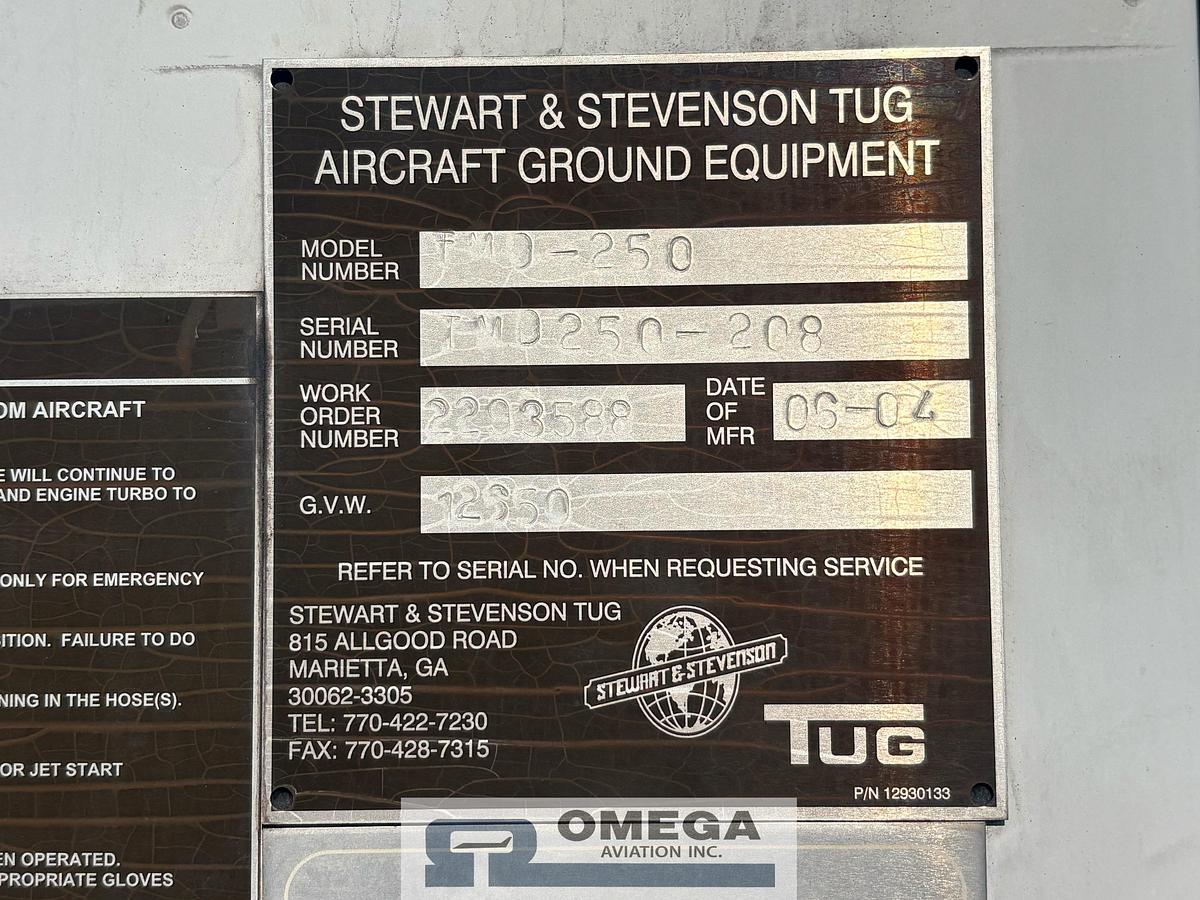 STEWART & STEVENSON TUG
AIRCRAFT GROUND EQUIPMENT
MODEL
NUMBER
TMD-250
SERIAL
NUMBER
TMD250-208
WORK
ORDER
NUMBER
2203588
DATE
OF
MFR
06-04
G.V.W.
12650
REFER TO SERIAL NO. WHEN REQUESTING SERVICE
STEWART & STEVENSON TUG
815 ALLGOOD ROAD
MARIETTA, GA
30062-3305
TEL: 770-422-7230
FAX: 770-428-7315
STEWART & STEVENSON
TUG
P/N 12930133
OM AIRCRAFT
E WILL CONTINUE TO
AND ENGINE TURBO TO
ONLY FOR EMERGENCY
SITION. FAILURE TO DO
NING IN THE HOSE(S).
OR JET START
EN OPERATED.
PROPRIATE GLOVES
OMEGA
AVIATION INC.